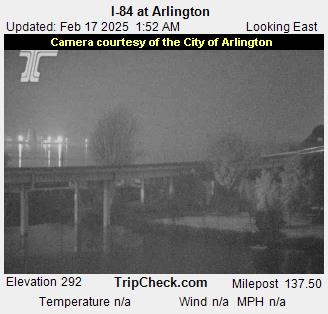 I-84 at Arlington
Updated: Feb 17 2025 1:52 AM Looking East
Camera courtesy of the City of Arlington
Elevation 292 TripCheck.com Milepost 137.50
Temperature n/a Wind n/a MPH n/a